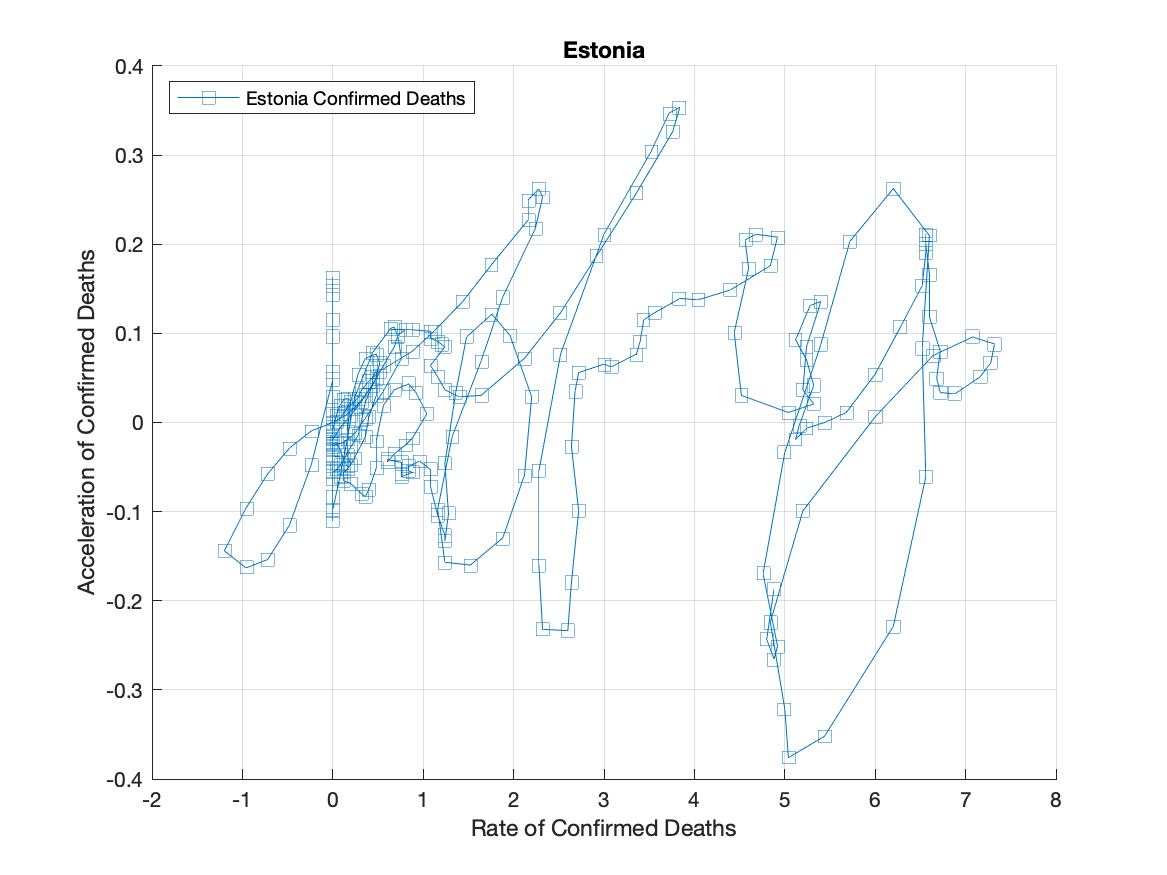 Estonia
Estonia Confirmed Deaths
0.4
0.3
0.2
0.1
0
-0.1
-0.2
-0.3
-0.4
Acceleration of Confirmed Deaths
-2 -1 0 1 2 3 4 5 6 7 8
Rate of Confirmed Deaths